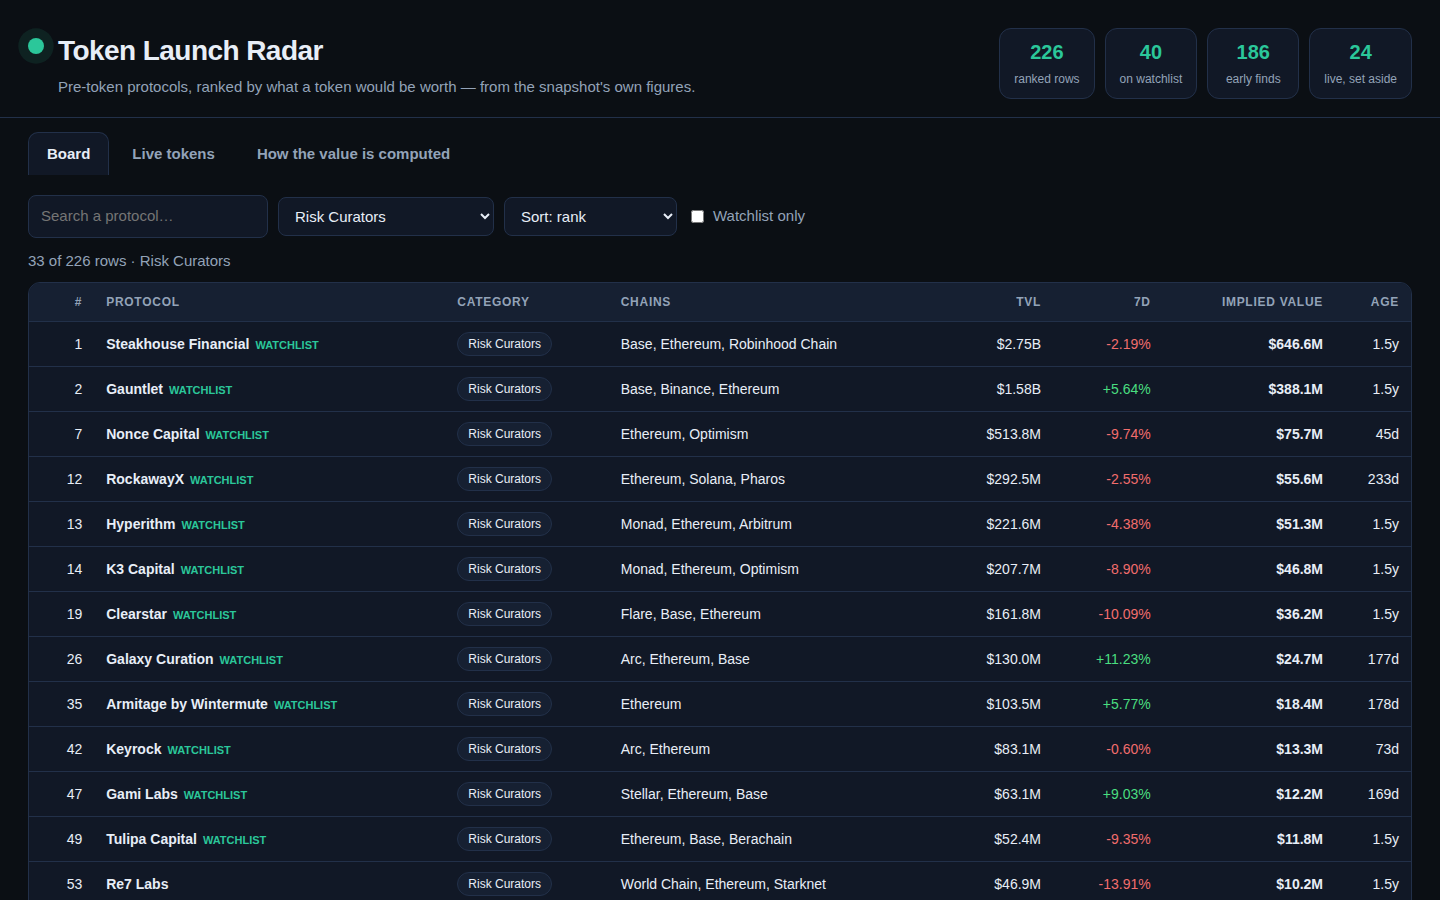 Token Launch Radar
Pre-token protocols, ranked by what a token would be worth — from the snapshot's own figures.
226
ranked rows
40
on watchlist
186
early finds
24
live, set aside
Board
Live tokens
How the value is computed
Search a protocol…
Risk Curators
Sort: rank
Watchlist only
33 of 226 rows · Risk Curators
# PROTOCOL CATEGORY CHAINS TVL 7D IMPLIED VALUE AGE
1 Steakhouse Financial WATCHLIST Risk Curators Base, Ethereum, Robinhood Chain $2.75B -2.19% $646.6M 1.5y
2 Gauntlet WATCHLIST Risk Curators Base, Binance, Ethereum $1.58B +5.64% $388.1M 1.5y
7 Nonce Capital WATCHLIST Risk Curators Ethereum, Optimism $513.8M -9.74% $75.7M 45d
12 RockawayX WATCHLIST Risk Curators Ethereum, Solana, Pharos $292.5M -2.55% $55.6M 233d
13 Hyperithm WATCHLIST Risk Curators Monad, Ethereum, Arbitrum $221.6M -4.38% $51.3M 1.5y
14 K3 Capital WATCHLIST Risk Curators Monad, Ethereum, Optimism $207.7M -8.90% $46.8M 1.5y
19 Clearstar WATCHLIST Risk Curators Flare, Base, Ethereum $161.8M -10.09% $36.2M 1.5y
26 Galaxy Curation WATCHLIST Risk Curators Arc, Ethereum, Base $130.0M +11.23% $24.7M 177d
35 Armitage by Wintermute WATCHLIST Risk Curators Ethereum $103.5M +5.77% $18.4M 178d
42 Keyrock WATCHLIST Risk Curators Arc, Ethereum $83.1M -0.60% $13.3M 73d
47 Gami Labs WATCHLIST Risk Curators Stellar, Ethereum, Base $63.1M +9.03% $12.2M 169d
49 Tulipa Capital WATCHLIST Risk Curators Ethereum, Base, Berachain $52.4M -9.35% $11.8M 1.5y
53 Re7 Labs Risk Curators World Chain, Ethereum, Starknet $46.9M -13.91% $10.2M 1.5y